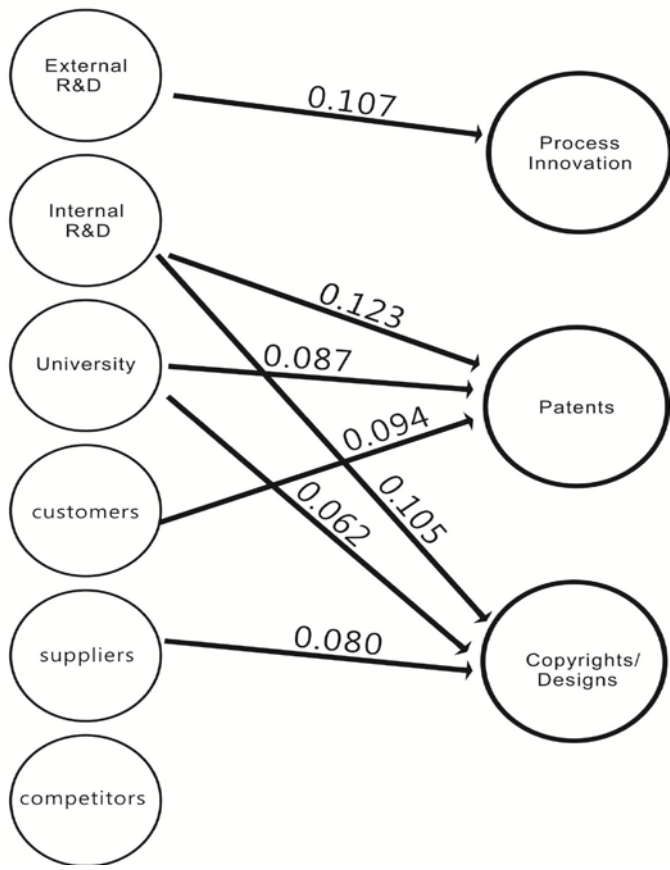 External
R&D
0.107
Process
Innovation
Internal
R&D
0.123
University
0.087
Patents
0.094
customers
0.062
0.105
suppliers
0.080
Copyrights/
Designs
competitors